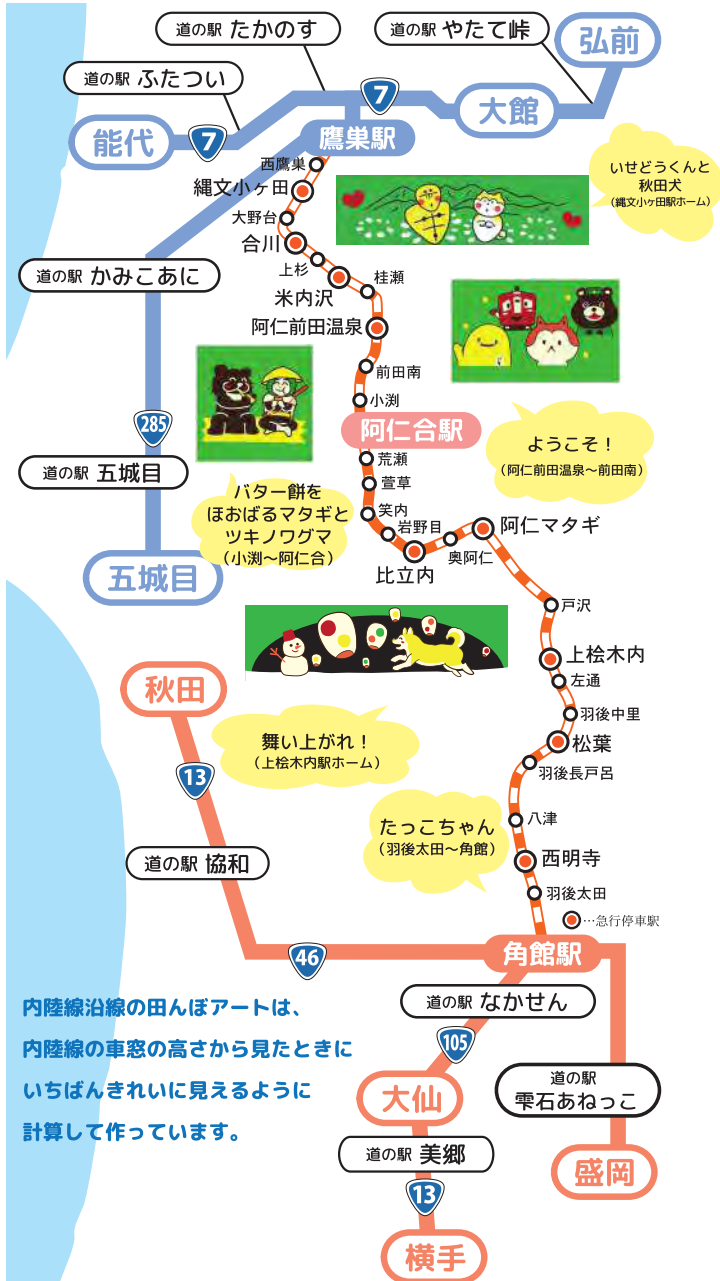 道の駅 たかのす
道の駅 やたて峠
弘前
道の駅 ふたつい
7
大館
能代
7
鷹巣駅
西鷹巣
縄文小ヶ田
大野台
合川
上杉
米内沢
桂瀬
阿仁前田温泉
前田南
小渕
阿仁合駅
荒瀬
萱草
笑内
岩野目
比立内
奥阿仁
阿仁マタギ
戸沢
上桧木内
左通
羽後中里
松葉
羽後長戸呂
八津
西明寺
羽後太田
…急行停車駅
角館駅
いせどうくんと
秋田犬
(縄文小ヶ田駅ホーム)
ようこそ!
(阿仁前田温泉〜前田南)
バター餅を
ほおばるマタギと
ツキノワグマ
(小渕〜阿仁合)
舞い上がれ!
(上桧木内駅ホーム)
たっこちゃん
(羽後太田〜角館)
道の駅 かみこあに
285
道の駅 五城目
五城目
秋田
13
道の駅 協和
46
道の駅 なかせん
105
大仙
道の駅 美郷
13
横手
道の駅
雫石あねっこ
盛岡
内陸線沿線の田んぼアートは、
内陸線の車窓の高さから見たときに
いちばんきれいに見えるように
計算して作っています。